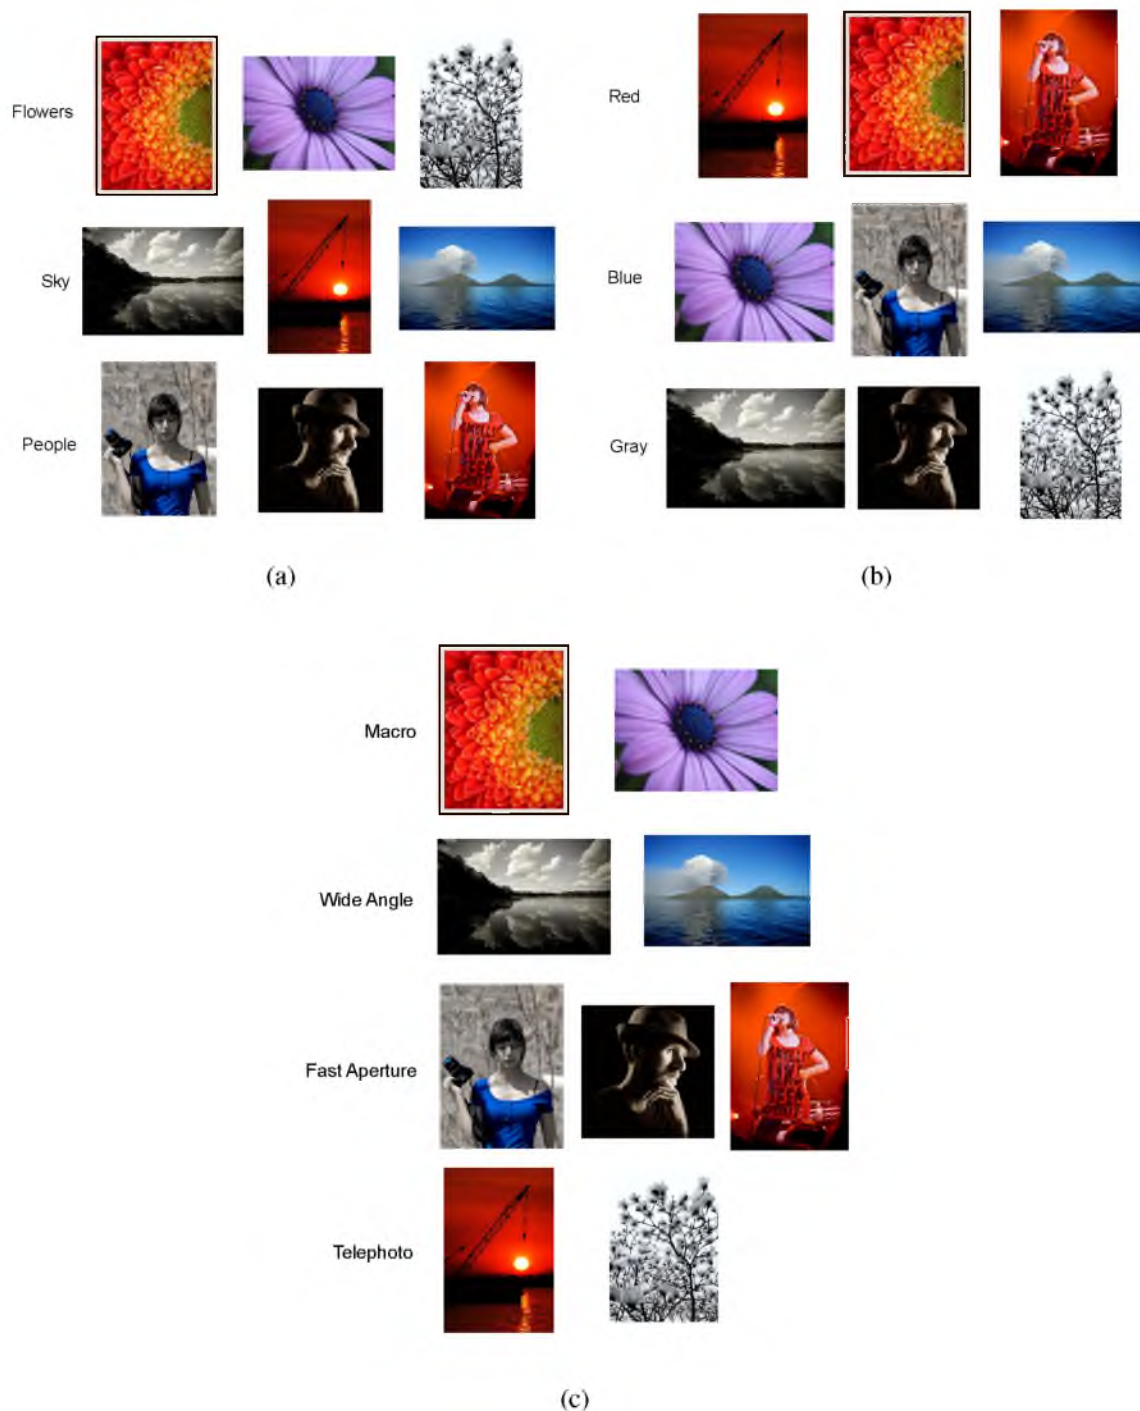 Flowers
Sky
People
(a)
Red
Blue
Gray
(b)
Macro
Wide Angle
Fast Aperture
Telephoto
(c)